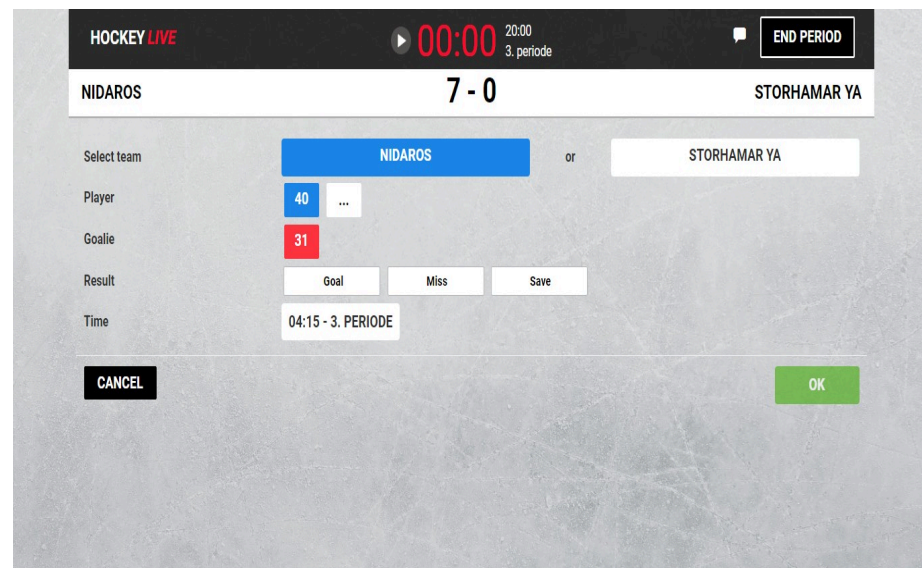 HOCKEY LIVE
00:00
20:00
3. periode
END PERIOD
NIDAROS
7 - 0
STORHAMAR YA
Select team
NIDAROS
or
STORHAMAR YA
Player
40
...
Goalie
31
Result
Goal
Miss
Save
Time
04:15 - 3. PERIODE
CANCEL
OK